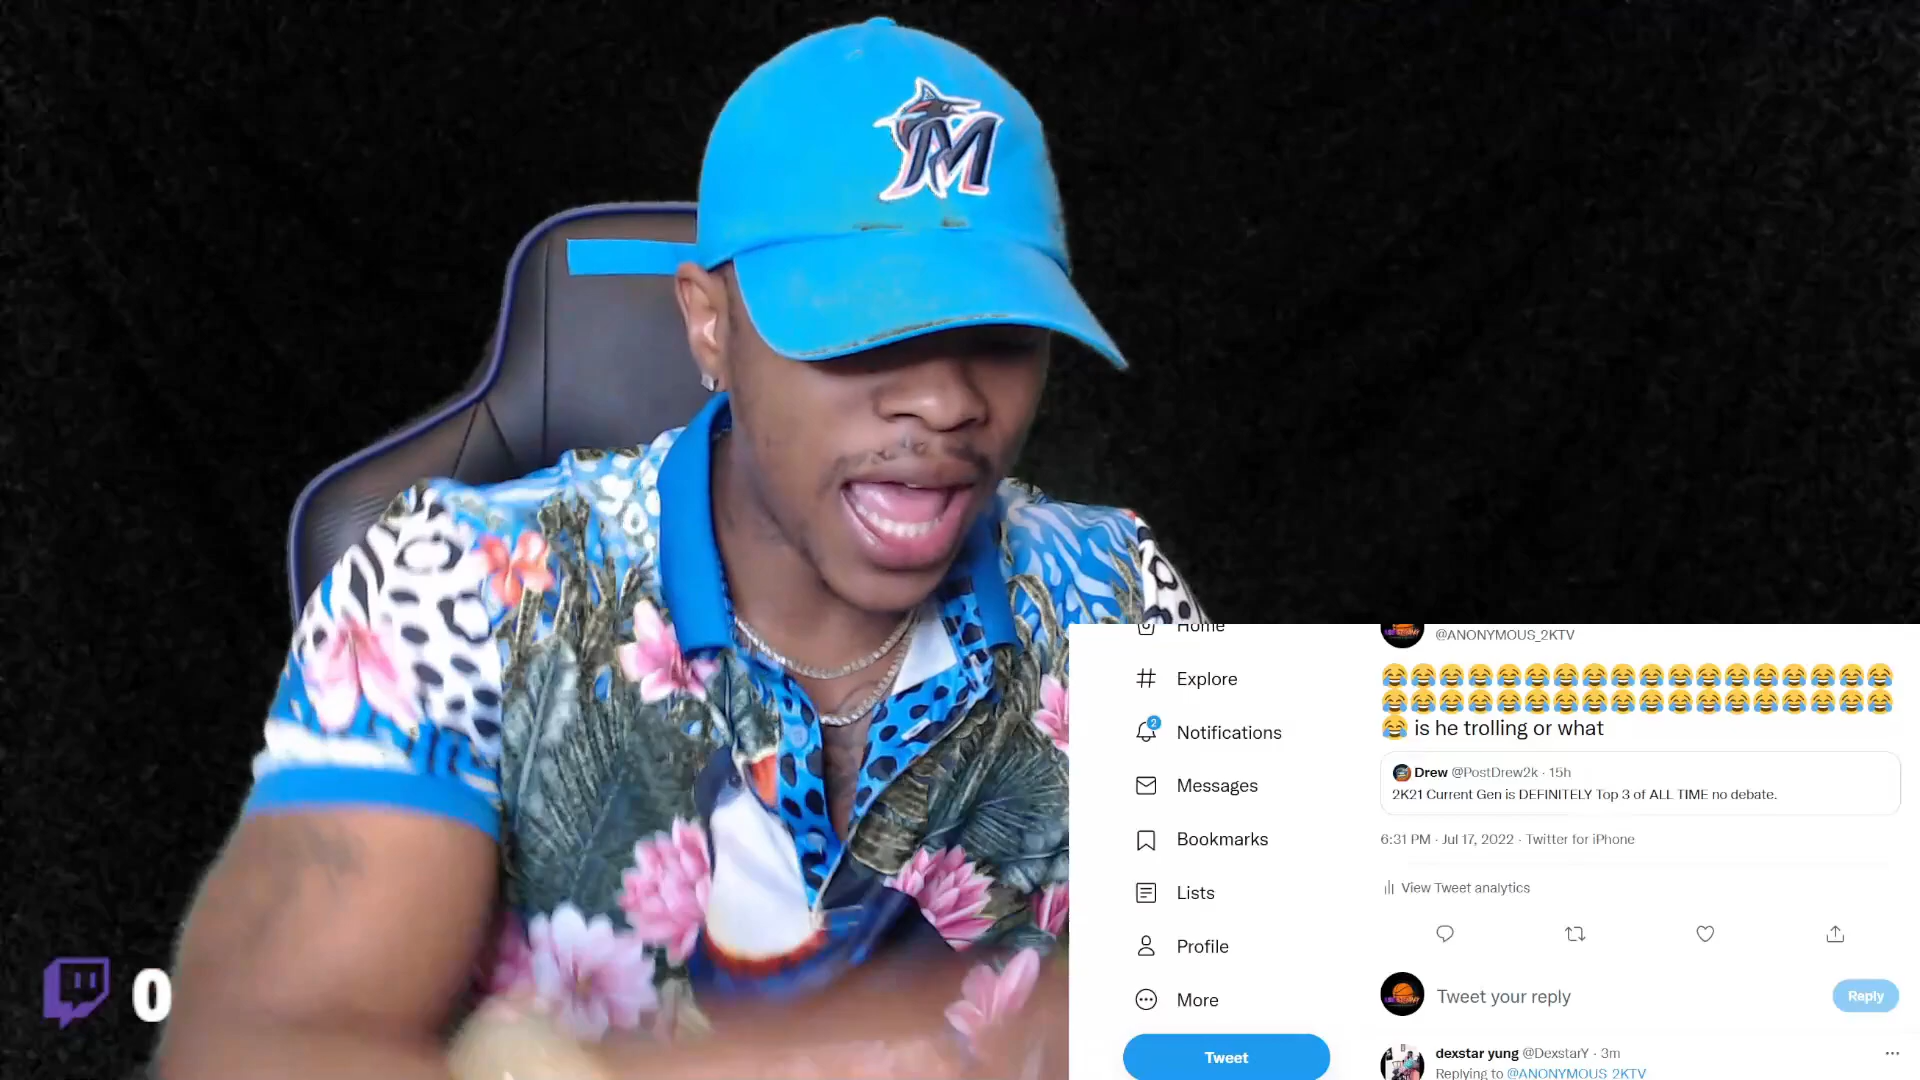 M
0
Home
Explore
2
Notifications
Messages
Bookmarks
Lists
Profile
More
Tweet
@ANONYMOUS_2KTV
😂😂😂😂😂😂😂😂😂😂😂😂😂😂😂😂😂😂
😂😂😂😂😂😂😂😂😂😂😂😂😂😂😂😂😂😂
😂 is he trolling or what
Drew @PostDrew2k · 15h
2K21 Current Gen is DEFINITELY Top 3 of ALL TIME no debate.
6:31 PM · Jul 17, 2022 · Twitter for iPhone
View Tweet analytics
Tweet your reply
Reply
dexstar yung @DexstarY · 3m
Replying to @ANONYMOUS_2KTV